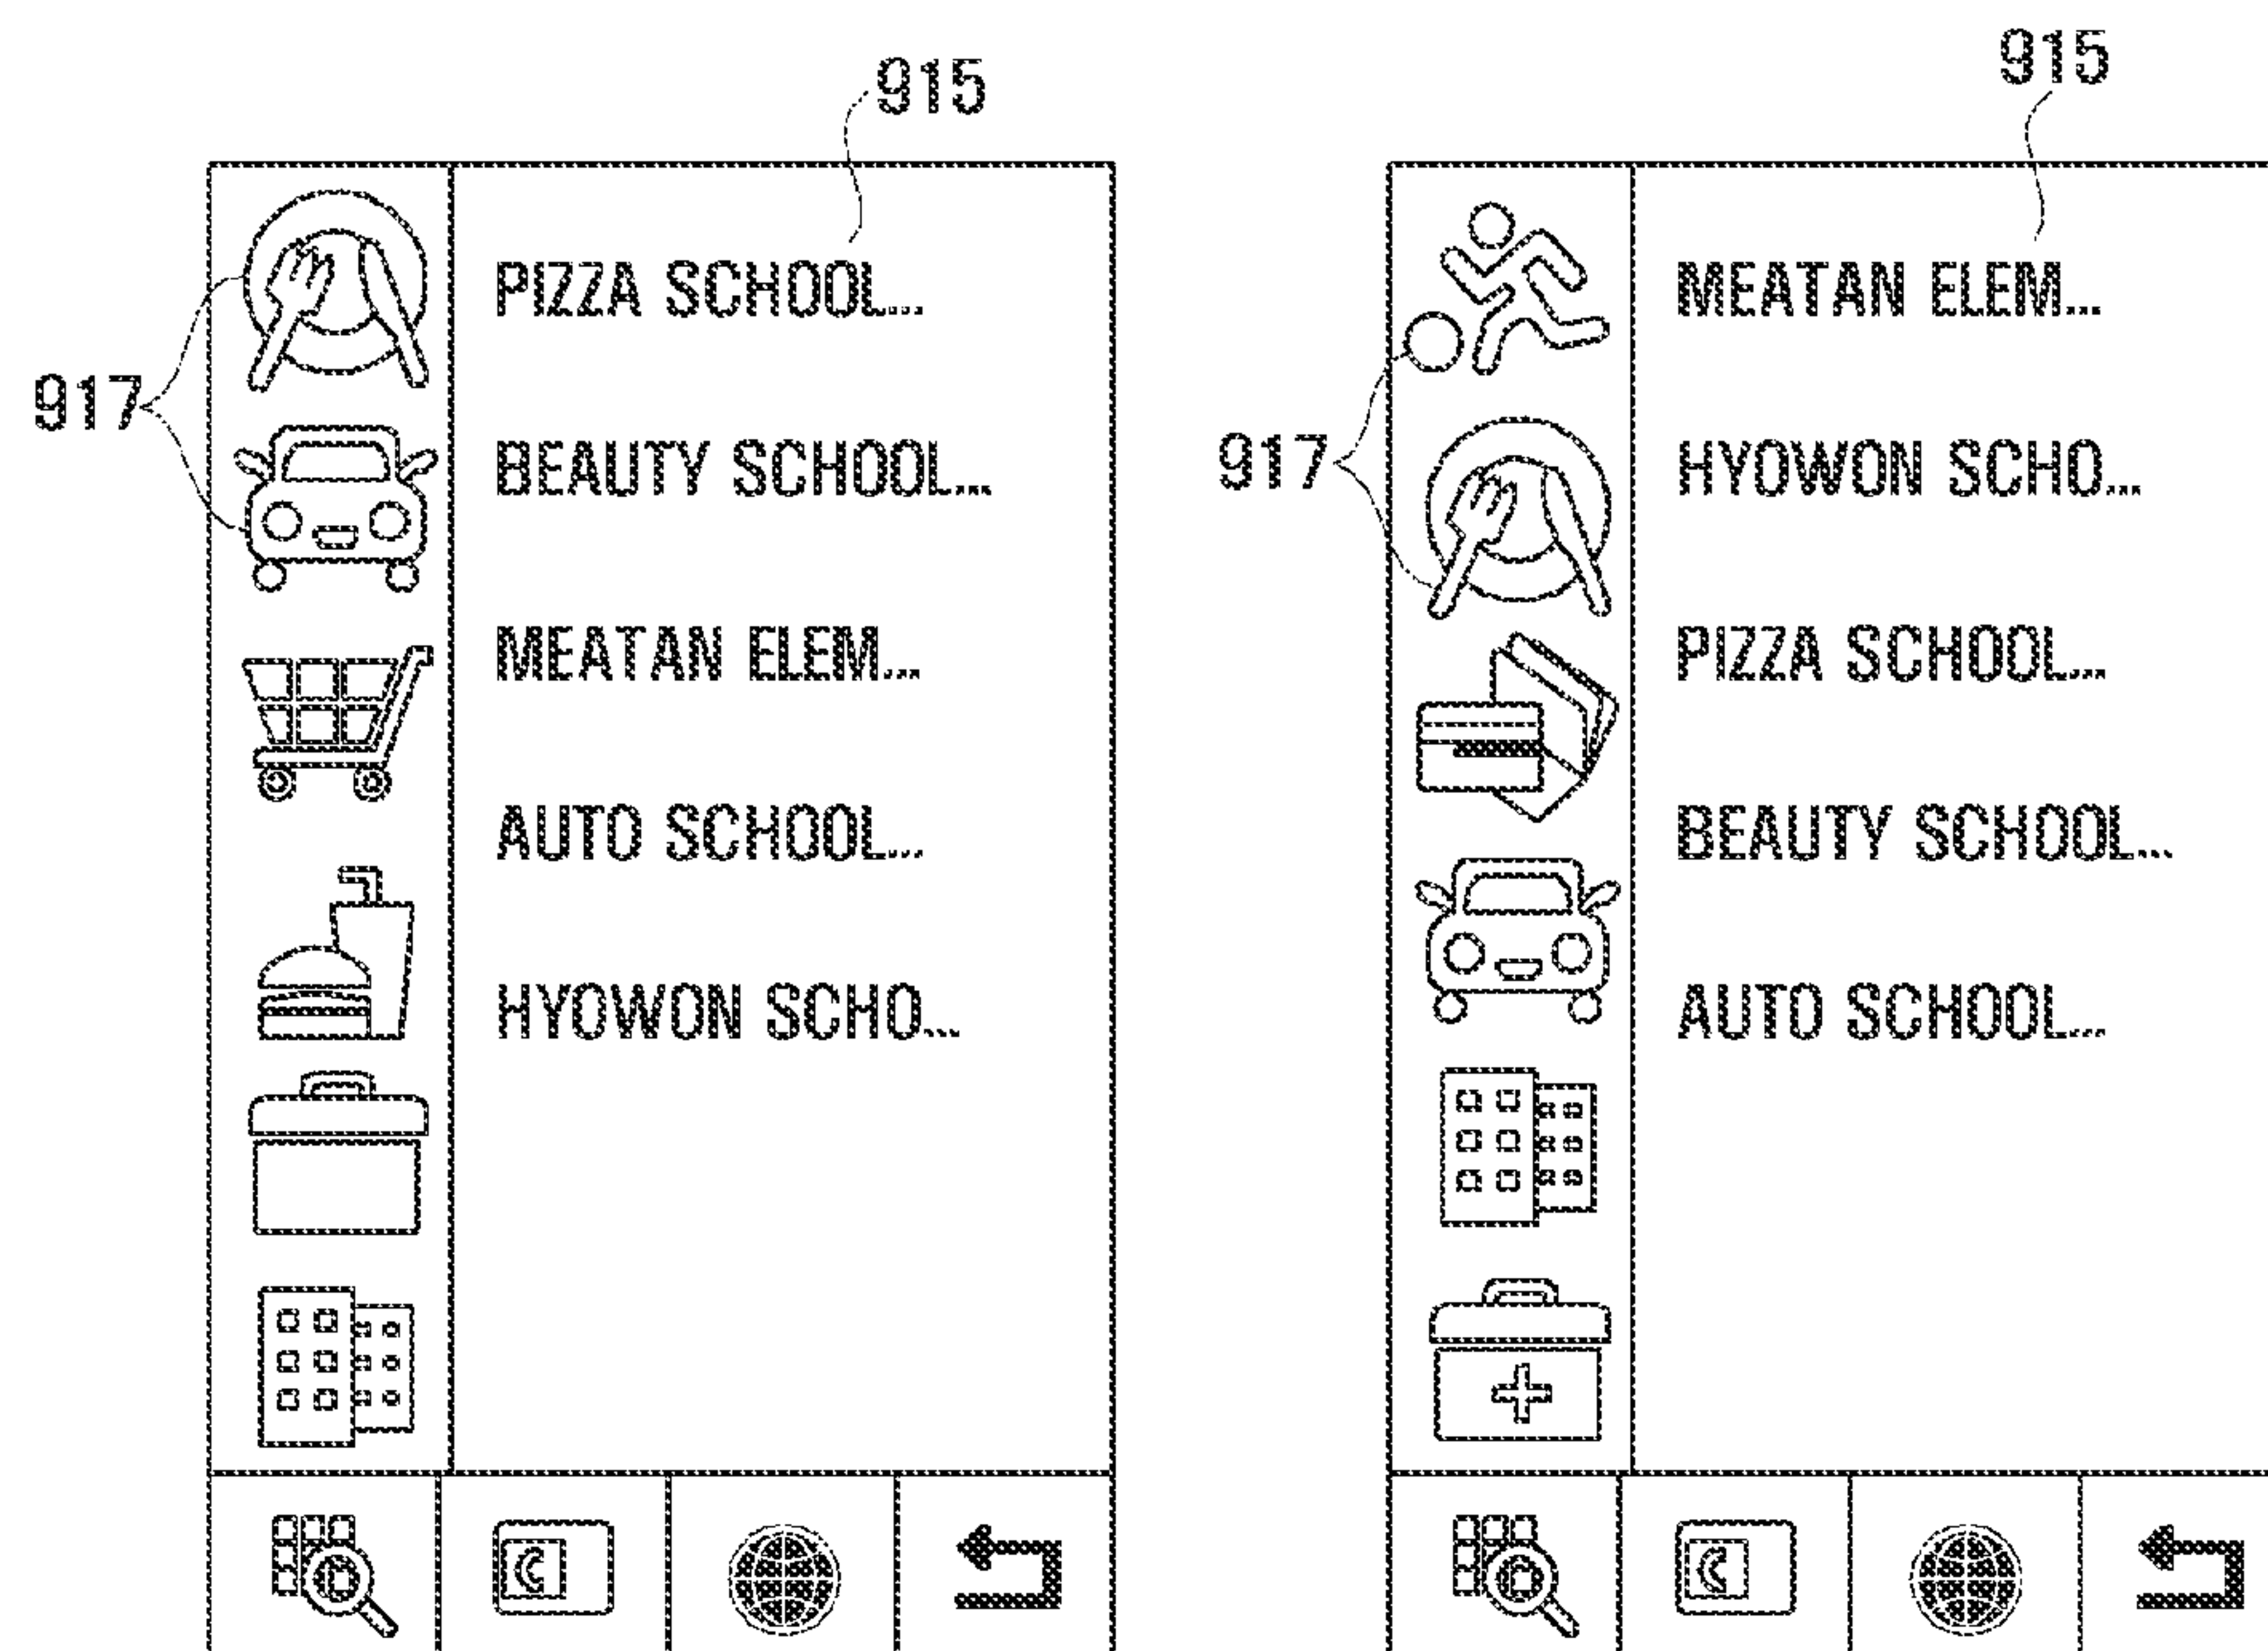 915
917
PIZZA SCHOOL...
BEAUTY SCHOOL...
MEATAN ELEM...
AUTO SCHOOL...
HYOWON SCHO...
915
917
MEATAN ELEM...
HYOWON SCHO...
PIZZA SCHOOL...
BEAUTY SCHOOL...
AUTO SCHOOL...